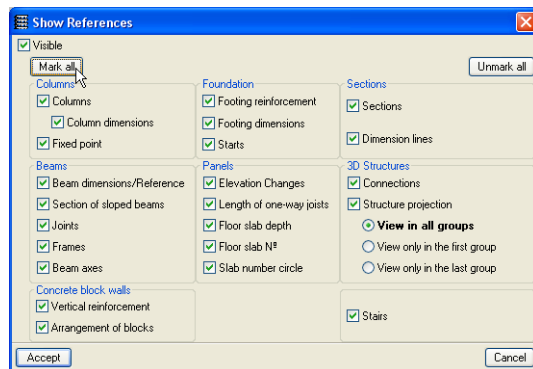 Show References
Visible
Mark all
Unmark all
Columns
Columns
Column dimensions
Fixed point
Foundation
Footing reinforcement
Footing dimensions
Starts
Sections
Sections
Dimension lines
Beams
Beam dimensions/Reference
Section of sloped beams
Joints
Frames
Beam axes
Panels
Elevation Changes
Length of one-way joists
Floor slab depth
Floor slab Nº
Slab number circle
3D Structures
Connections
Structure projection
View in all groups
View only in the first group
View only in the last group
Concrete block walls
Vertical reinforcement
Arrangement of blocks
Stairs
Accept
Cancel